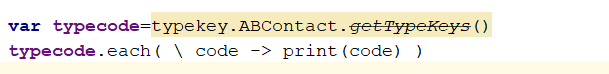 var typecode=typekey.ABContact.getTypeKeys()
typecode.each( \ code -> print(code) )